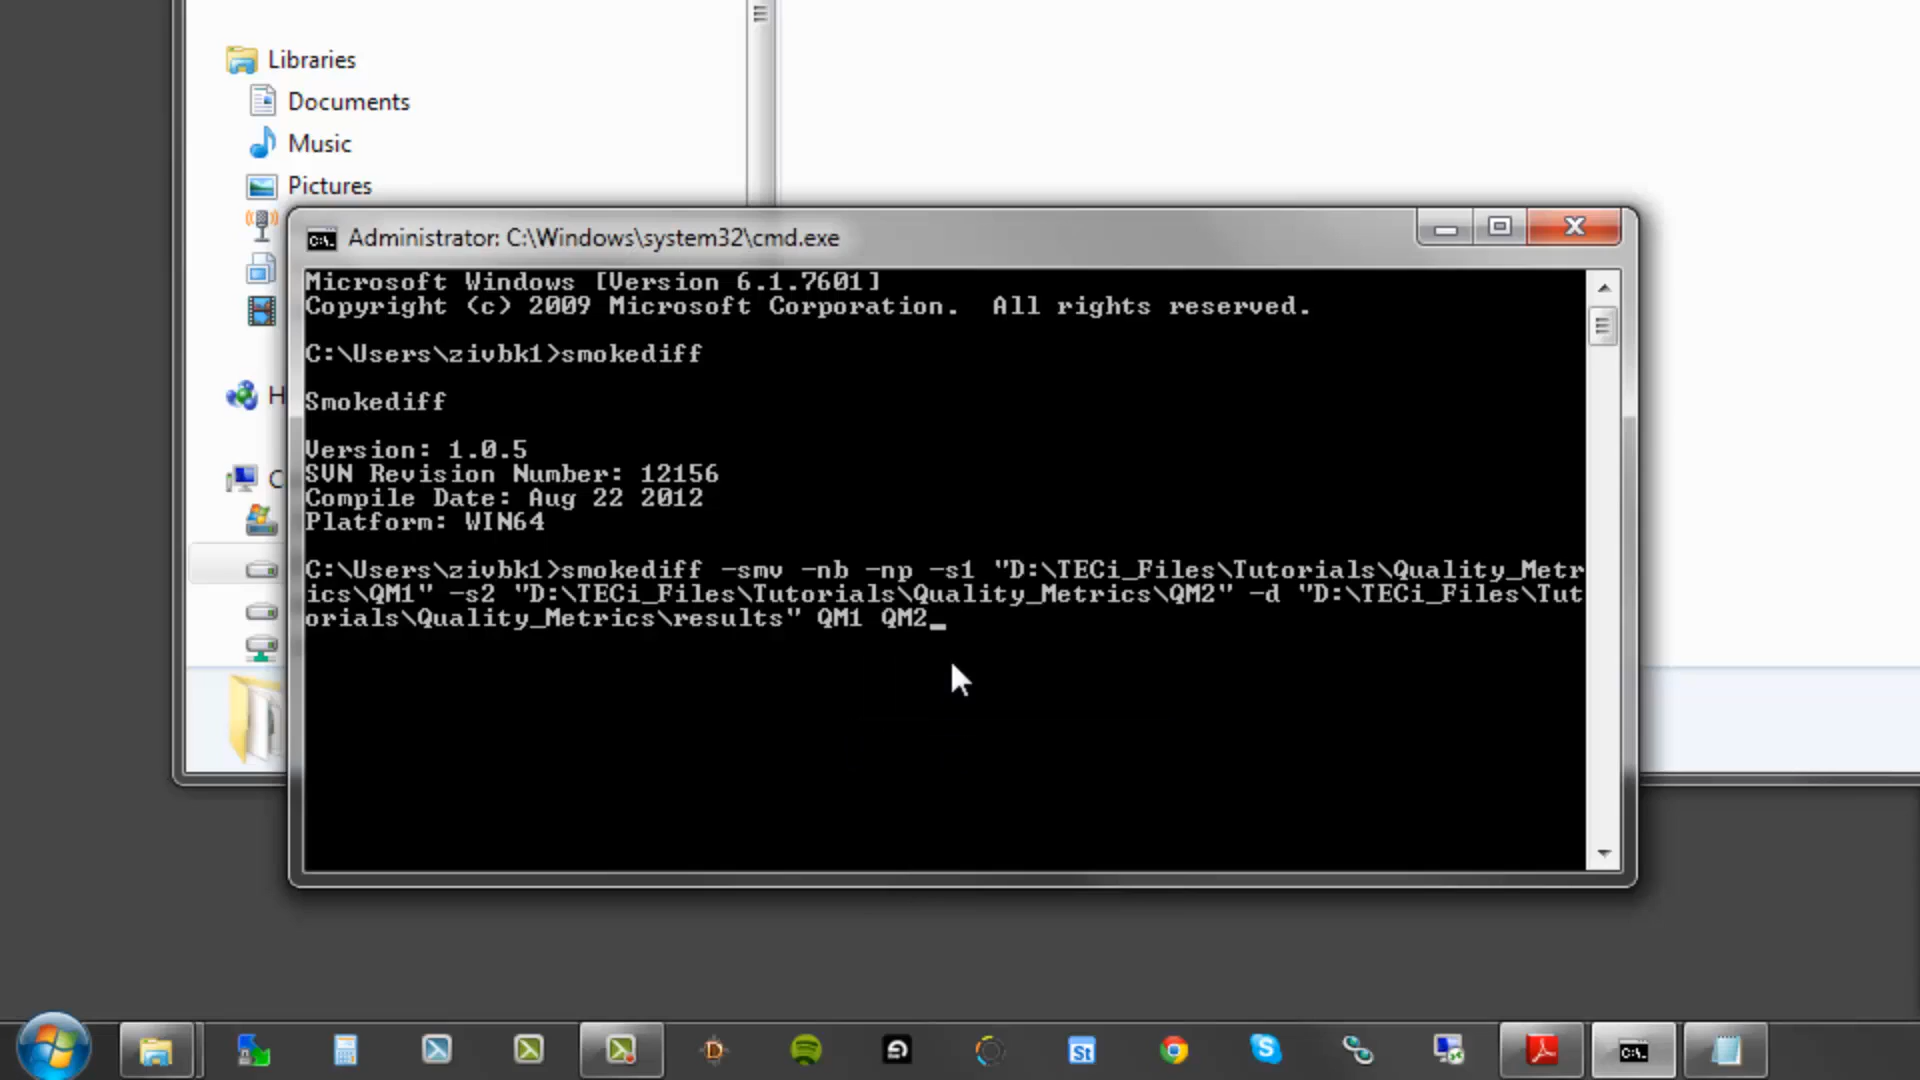 Libraries
Documents
Music
Pictures
H
C
Administrator: C:\Windows\system32\cmd.exe
Microsoft Windows [Version 6.1.7601]
Copyright (c) 2009 Microsoft Corporation.  All rights reserved.
C:\Users\zivbk1>smokediff
Smokediff
Version: 1.0.5
SVN Revision Number: 12156
Compile Date: Aug 22 2012
Platform: WIN64
C:\Users\zivbk1>smokediff -smv -nb -np -s1 "D:\TECi_Files\Tutorials\Quality_Metr
ics\QM1" -s2 "D:\TECi_Files\Tutorials\Quality_Metrics\QM2" -d "D:\TECi_Files\Tut
orials\Quality_Metrics\results" QM1 QM2_